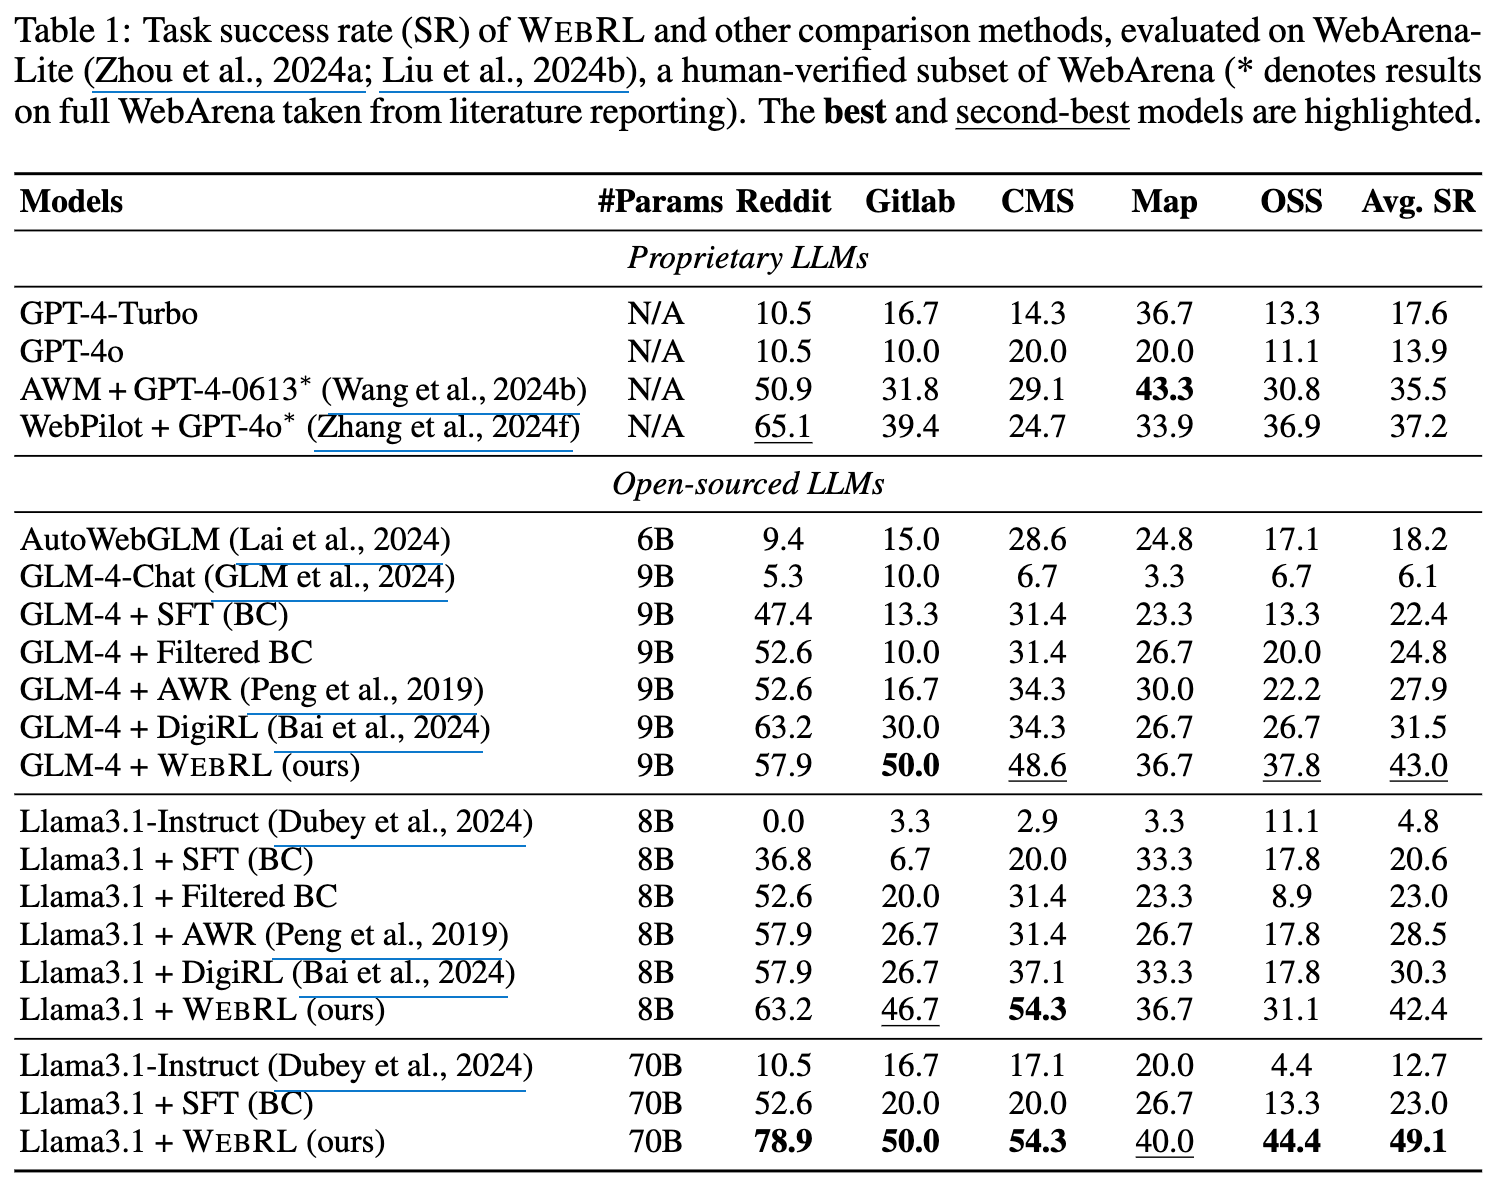 Table 1: Task success rate (SR) of WEBRL and other comparison methods, evaluated on WebArena-
Lite (Zhou et al., 2024a; Liu et al., 2024b), a human-verified subset of WebArena (* denotes results
on full WebArena taken from literature reporting). The best and second-best models are highlighted.
Models #Params Reddit Gitlab CMS Map OSS Avg. SR
Proprietary LLMs
GPT-4-Turbo N/A 10.5 16.7 14.3 36.7 13.3 17.6
GPT-4o N/A 10.5 10.0 20.0 20.0 11.1 13.9
AWM + GPT-4-0613* (Wang et al., 2024b) N/A 50.9 31.8 29.1 43.3 30.8 35.5
WebPilot + GPT-4o* (Zhang et al., 2024f) N/A 65.1 39.4 24.7 33.9 36.9 37.2
Open-sourced LLMs
AutoWebGLM (Lai et al., 2024) 6B 9.4 15.0 28.6 24.8 17.1 18.2
GLM-4-Chat (GLM et al., 2024) 9B 5.3 10.0 6.7 3.3 6.7 6.1
GLM-4 + SFT (BC) 9B 47.4 13.3 31.4 23.3 13.3 22.4
GLM-4 + Filtered BC 9B 52.6 10.0 31.4 26.7 20.0 24.8
GLM-4 + AWR (Peng et al., 2019) 9B 52.6 16.7 34.3 30.0 22.2 27.9
GLM-4 + DigiRL (Bai et al., 2024) 9B 63.2 30.0 34.3 26.7 26.7 31.5
GLM-4 + WEBRL (ours) 9B 57.9 50.0 48.6 36.7 37.8 43.0
Llama3.1-Instruct (Dubey et al., 2024) 8B 0.0 3.3 2.9 3.3 11.1 4.8
Llama3.1 + SFT (BC) 8B 36.8 6.7 20.0 33.3 17.8 20.6
Llama3.1 + Filtered BC 8B 52.6 20.0 31.4 23.3 8.9 23.0
Llama3.1 + AWR (Peng et al., 2019) 8B 57.9 26.7 31.4 26.7 17.8 28.5
Llama3.1 + DigiRL (Bai et al., 2024) 8B 57.9 26.7 37.1 33.3 17.8 30.3
Llama3.1 + WEBRL (ours) 8B 63.2 46.7 54.3 36.7 31.1 42.4
Llama3.1-Instruct (Dubey et al., 2024) 70B 10.5 16.7 17.1 20.0 4.4 12.7
Llama3.1 + SFT (BC) 70B 52.6 20.0 20.0 26.7 13.3 23.0
Llama3.1 + WEBRL (ours) 70B 78.9 50.0 54.3 40.0 44.4 49.1